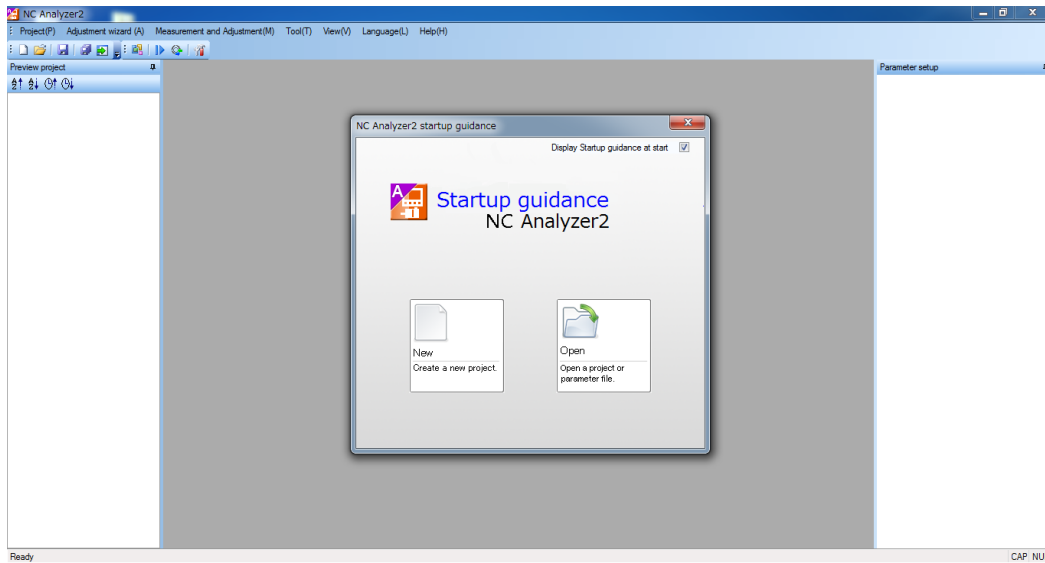 NC Analyzer2
Project(P) Adjustment wizard (A) Measurement and Adjustment(M) Tool(T) View(V) Language(L) Help(H)
Preview project
Parameter setup
NC Analyzer2 startup guidance
Display Startup guidance at start
Startup guidance
NC Analyzer2
New
Create a new project.
Open
Open a project or
parameter file.
Ready
CAP NU